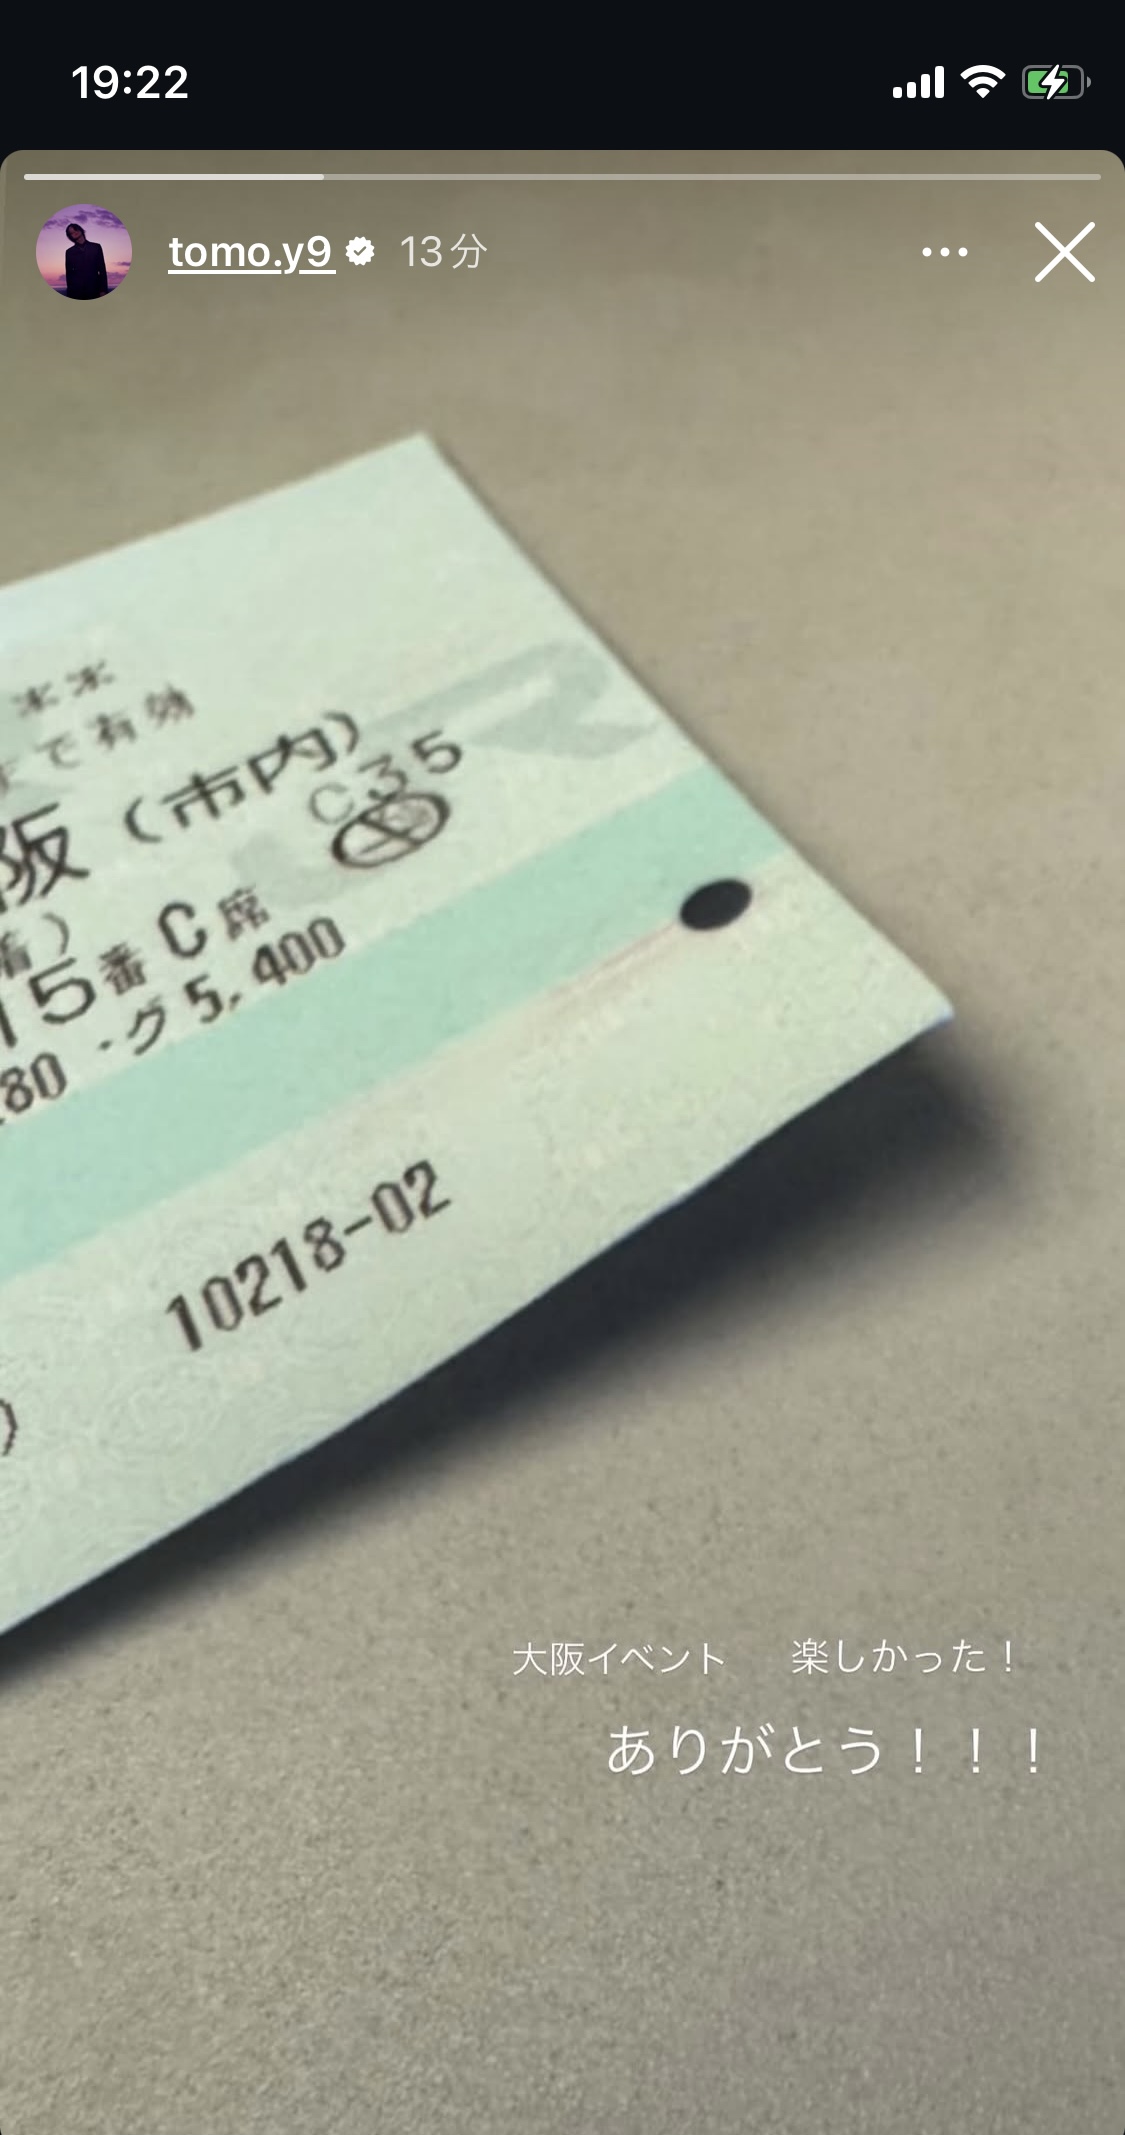 19:22
tomo.y9 13分
で有効
阪(市内)
C35
着)
15番C席
80 ・グ5,400
10218-02
)
大阪イベント 楽しかった!
ありがとう!!!